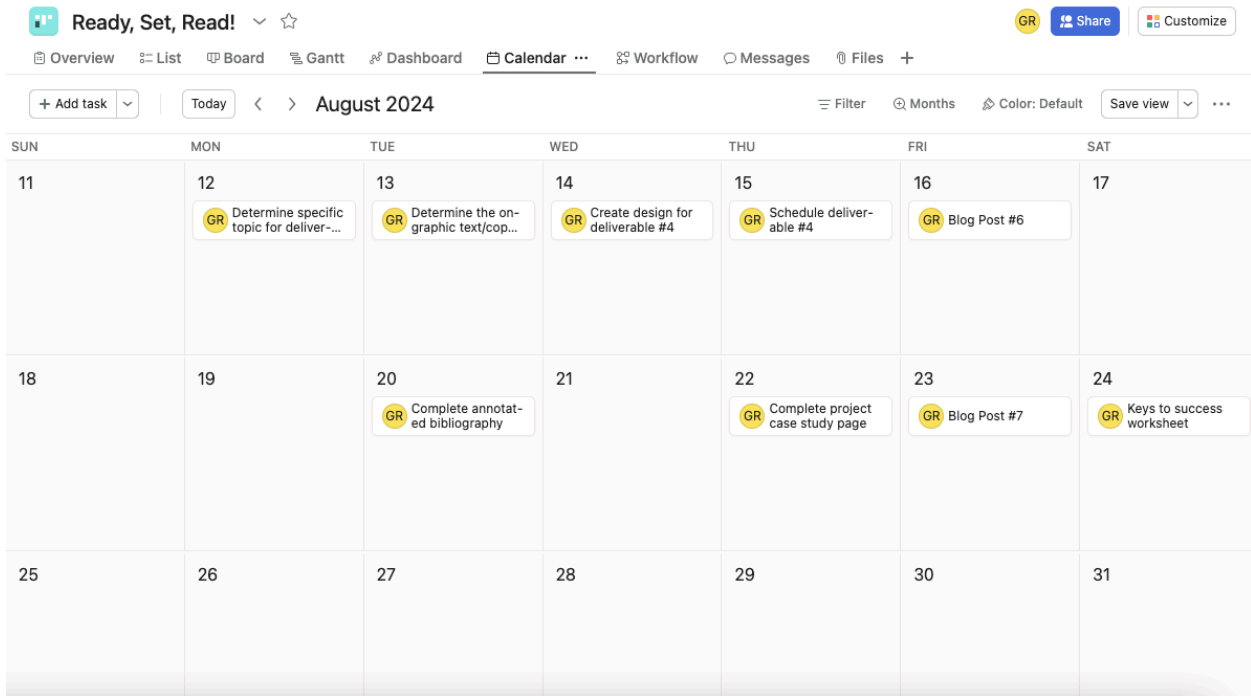 Ready, Set, Read!
GR
Share
Customize
Overview
List
Board
Gantt
Dashboard
Calendar
Workflow
Messages
Files
+ Add task
Today
August 2024
Filter
Months
Color: Default
Save view
SUN MON TUE WED THU FRI SAT
11 12 13 14 15 16 17
GR
Determine specific
topic for deliver-...
GR
Determine the on-
graphic text/cop...
GR
Create design for
deliverable #4
GR
Schedule deliver-
able #4
GR
Blog Post #6
18 19 20 21 22 23 24
GR
Complete annotat-
ed bibliography
GR
Complete project
case study page
GR
Blog Post #7
GR
Keys to success
worksheet
25 26 27 28 29 30 31